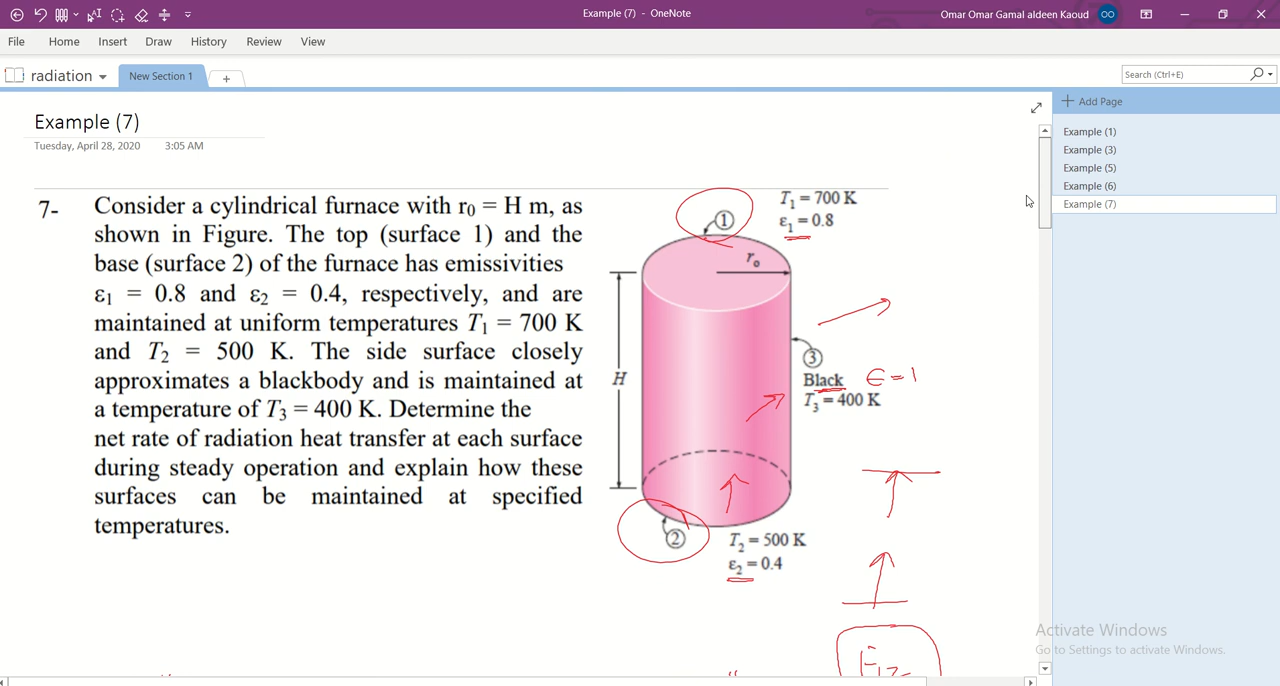 Example (7) - OneNote
Omar Omar Gamal aldeen Kaoud
OO
File Home Insert Draw History Review View
radiation
New Section 1
+
Search (Ctrl+E)
Add Page
Example (1)
Example (3)
Example (5)
Example (6)
Example (7)
Example (7)
Tuesday, April 28, 2020 3:05 AM
7- Consider a cylindrical furnace with r₀ = H m, as
shown in Figure. The top (surface 1) and the
base (surface 2) of the furnace has emissivities
ε₁ = 0.8 and ε₂ = 0.4, respectively, and are
maintained at uniform temperatures T₁ = 700 K
and T₂ = 500 K. The side surface closely
approximates a blackbody and is maintained at
a temperature of T₃ = 400 K. Determine the
net rate of radiation heat transfer at each surface
during steady operation and explain how these
surfaces can be maintained at specified
temperatures.
①
T₁ = 700 K
ε₁ = 0.8
rₒ
H
③
Black
ϵ = 1
T₃ = 400 K
②
T₂ = 500 K
ε₂ = 0.4
F₁₂
Activate Windows
Go to Settings to activate Windows.